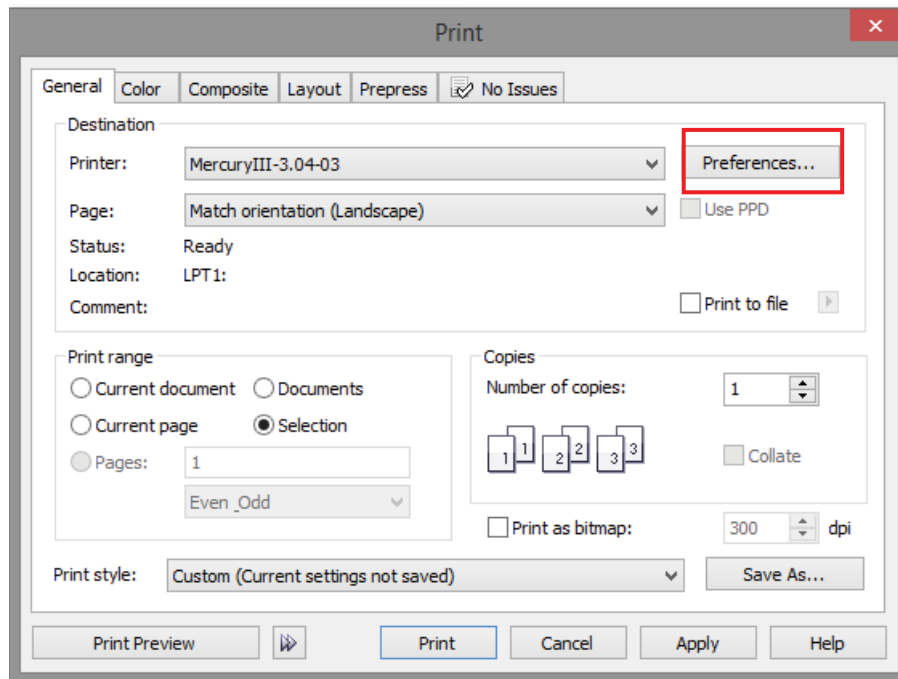 Print
General Color Composite Layout Prepress No Issues
Destination
Printer: MercuryIII-3.04-03 Preferences...
Page: Match orientation (Landscape) Use PPD
Status: Ready
Location: LPT1:
Comment: Print to file
Print range
Current document Documents
Current page Selection
Pages: 1
Even_Odd
Copies
Number of copies: 1
1 1 2 2 3 3
Collate
Print as bitmap: 300 dpi
Print style: Custom (Current settings not saved) Save As...
Print Preview Print Cancel Apply Help